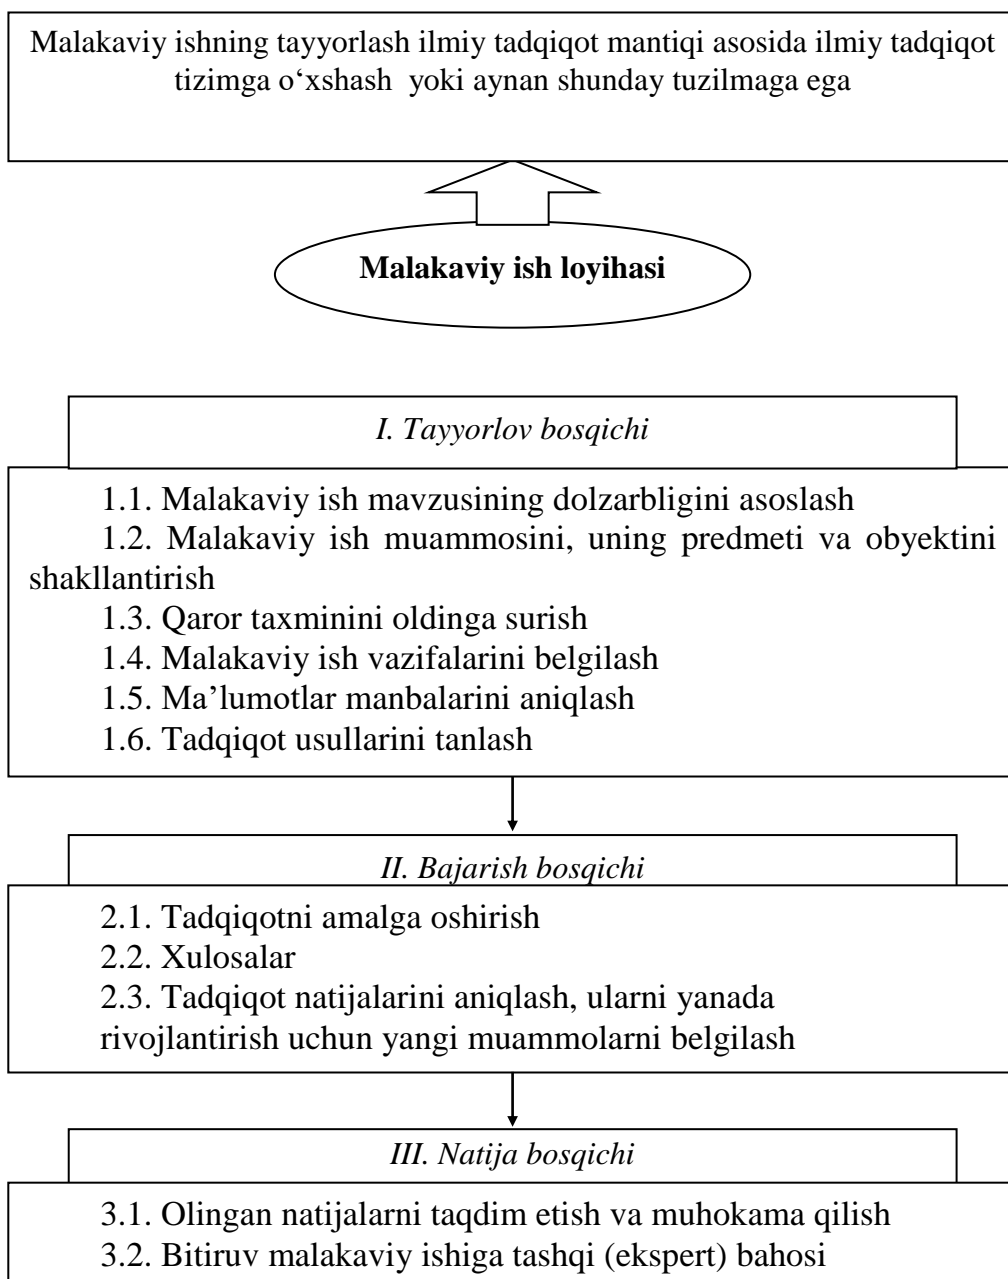 Malakaviy ishning tayyorlash ilmiy tadqiqot mantiqi asosida ilmiy tadqiqot
tizimga o‘xshash yoki aynan shunday tuzilmaga ega
Malakaviy ish loyihasi
I. Tayyorlov bosqichi
1.1. Malakaviy ish mavzusining dolzarbligini asoslash
1.2. Malakaviy ish muammosini, uning predmeti va obyektini
shakllantirish
1.3. Qaror taxminini oldinga surish
1.4. Malakaviy ish vazifalarini belgilash
1.5. Ma’lumotlar manbalarini aniqlash
1.6. Tadqiqot usullarini tanlash
II. Bajarish bosqichi
2.1. Tadqiqotni amalga oshirish
2.2. Xulosalar
2.3. Tadqiqot natijalarini aniqlash, ularni yanada
rivojlantirish uchun yangi muammolarni belgilash
III. Natija bosqichi
3.1. Olingan natijalarni taqdim etish va muhokama qilish
3.2. Bitiruv malakaviy ishiga tashqi (ekspert) bahosi